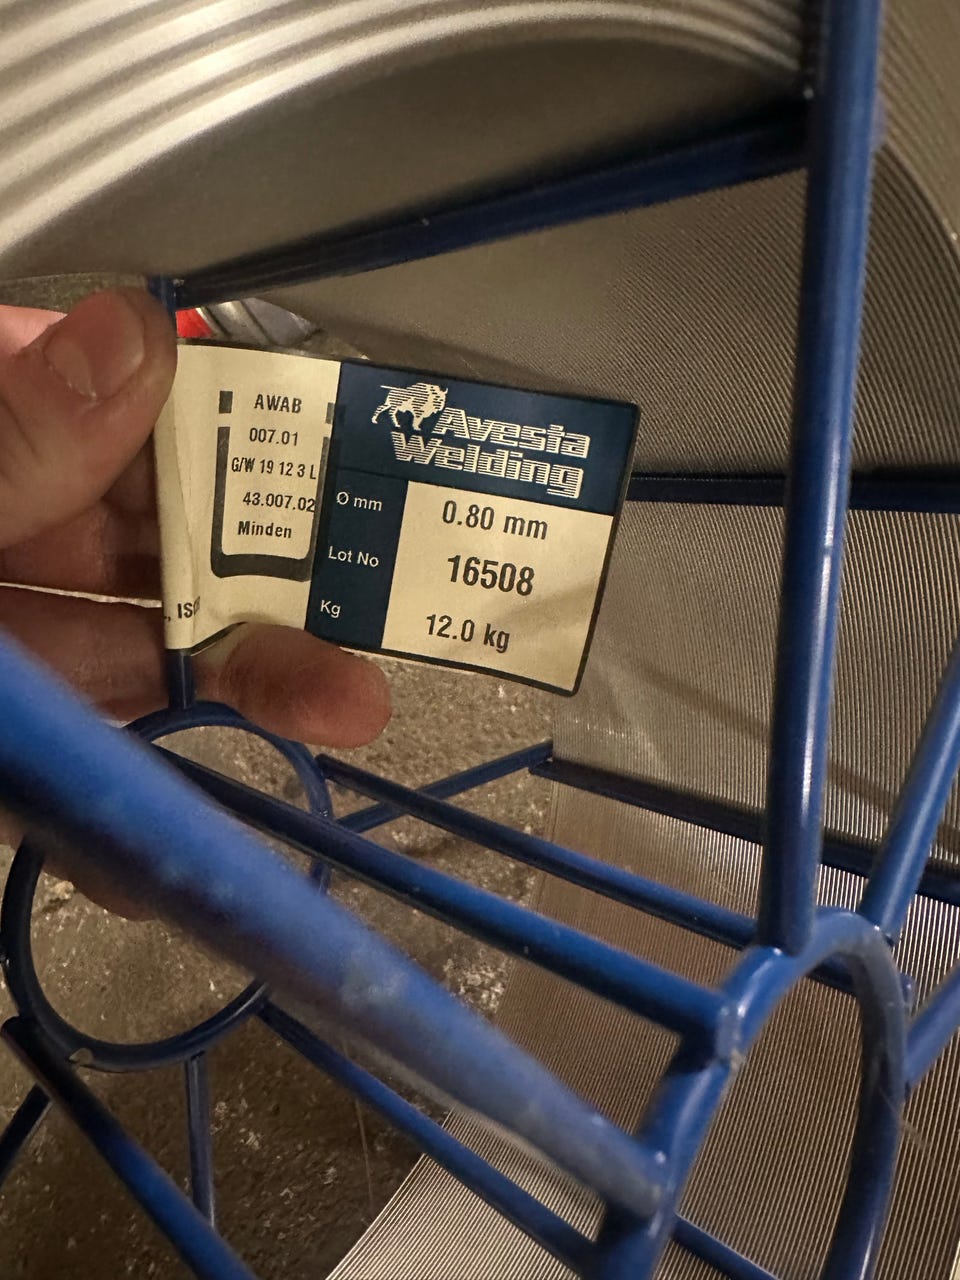 AWAB
007.01
G/W 19 12 3 L
43.007.02
Minden
Avesta
Welding
Ø mm 0.80 mm
Lot No 16508
Kg 12.0 kg